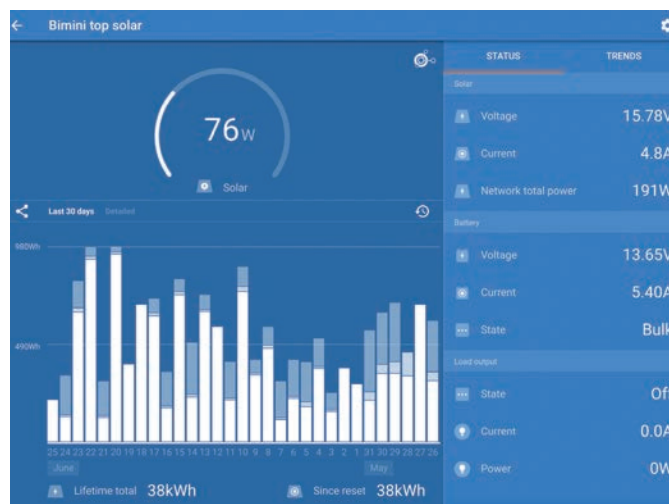 Bimini top solar
76W
Solar
Last 30 days Detailed
980Wh
490Wh
25 24 23 22 21 20 19 18 17 16 15 14 13 12 11 10 9 8 7 6 5 4 3 2 1 31 30 29 28 27 26
June May
Lifetime total 38kWh Since reset 38kWh
STATUS TRENDS
Solar
Voltage 15.78V
Current 4.8A
Network total power 191W
Battery
Voltage 13.65V
Current 5.40A
State Bulk
Load output
State Off
Current 0.0A
Power 0W